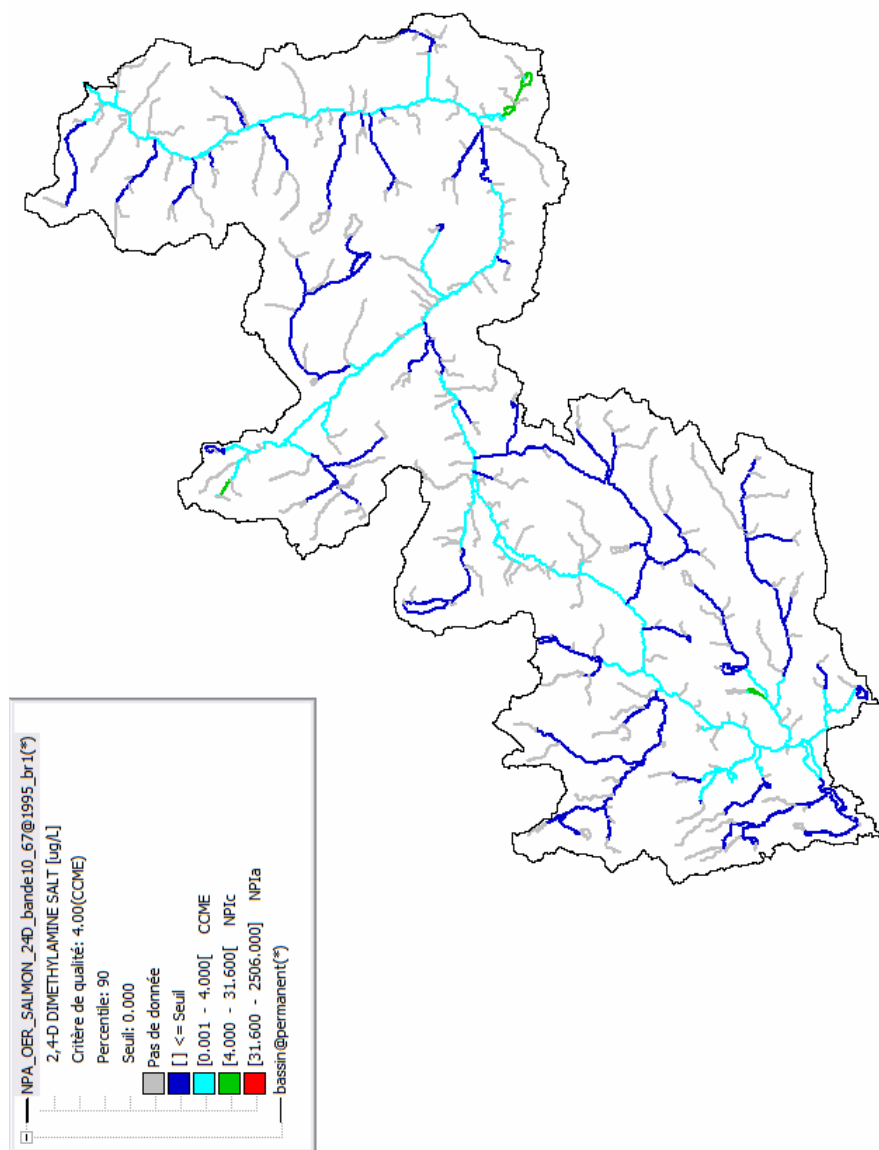 NPA_OER_SALMON_24D_bande10_67@1995_br1(*)
2,4-D DIMETHYLAMINE SALT [ug/L]
Critère de qualité: 4.00(CCME)
Percentile: 90
Seuil: 0.000
Pas de donnée
[ ] <= Seuil
[0.001 - 4.000[ CCME
[4.000 - 31.600[ NPIc
[31.600 - 2506.000] NPIa
bassin@permanent(*)